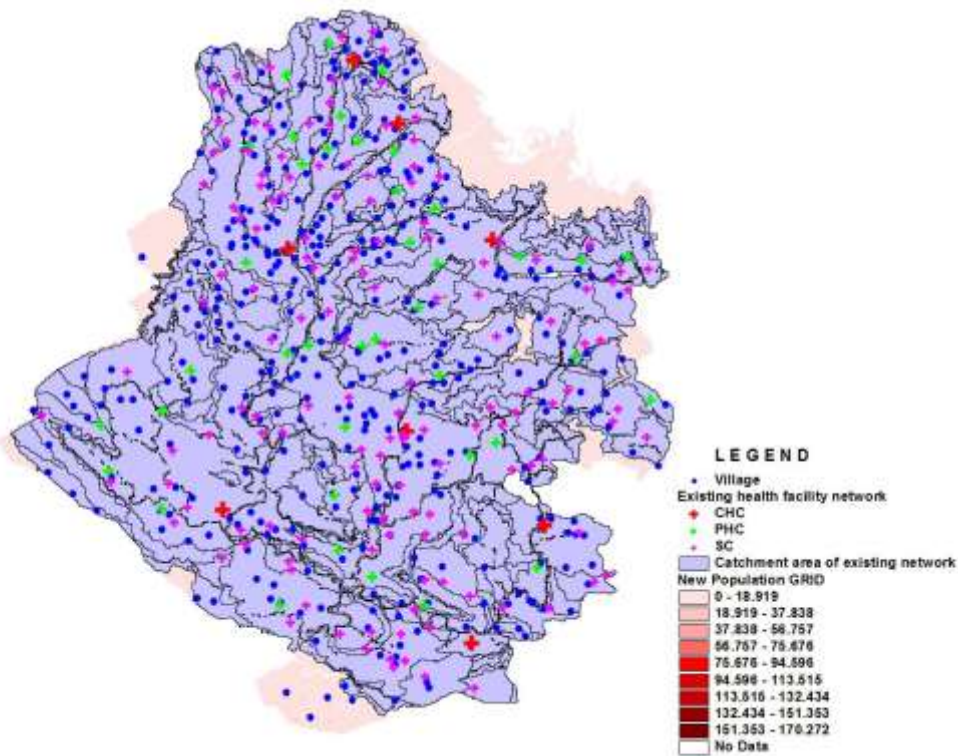 LEGEND
Village
Existing health facility network
CHC
PHC
SC
Catchment area of existing network
New Population GRID
0 - 18.919
18.919 - 37.838
37.838 - 56.757
56.757 - 75.676
75.676 - 94.596
94.596 - 113.515
113.515 - 132.434
132.434 - 151.353
151.353 - 170.272
No Data